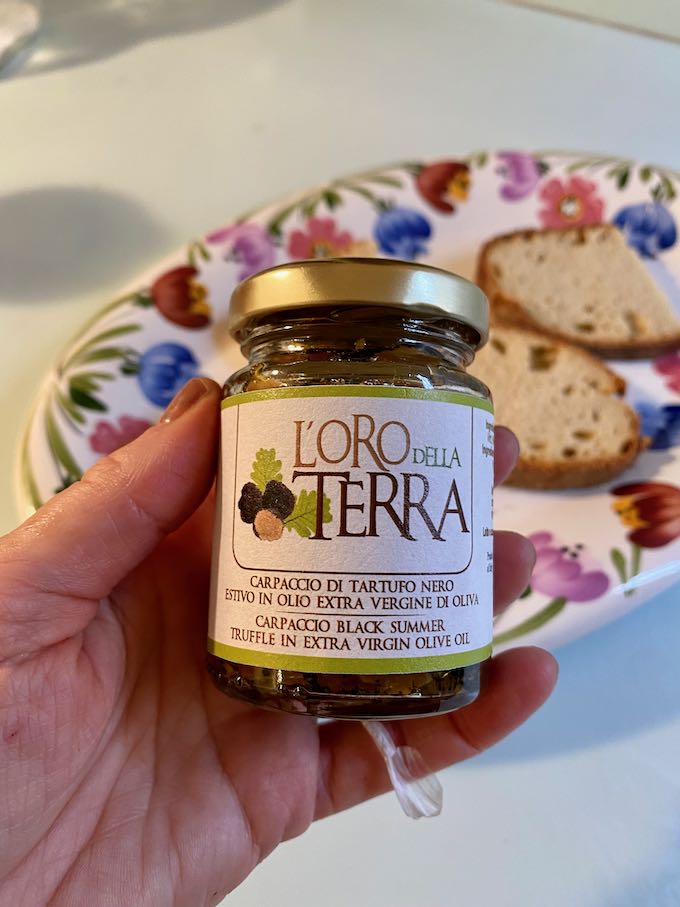 L'ORO DELLA
TERRA
CARPACCIO DI TARTUFO NERO
ESTIVO IN OLIO EXTRA VERGINE DI OLIVA
CARPACCIO BLACK SUMMER
TRUFFLE IN EXTRA VIRGIN OLIVE OIL